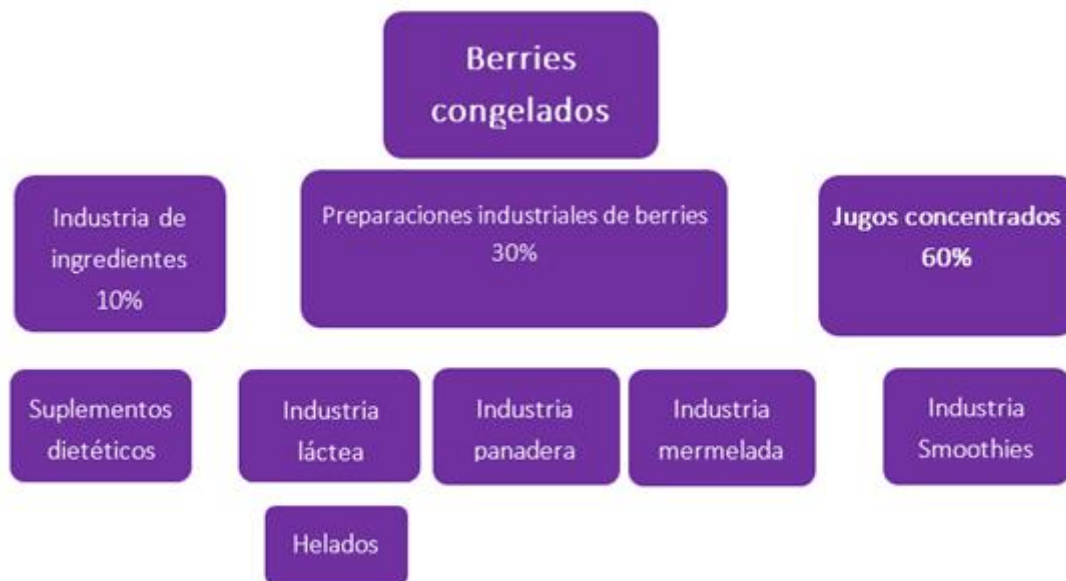 Berries
congelados
Industria de
ingredientes
10%
Preparaciones industriales de berries
30%
Jugos concentrados
60%
Suplementos
dietéticos
Industria
láctea
Industria
panadera
Industria
mermelada
Industria
Smoothies
Helados